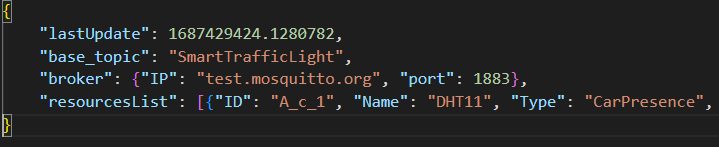 {
"lastUpdate": 1687429424.1280782,
"base_topic": "SmartTrafficLight",
"broker": {"IP": "test.mosquitto.org", "port": 1883},
"resourcesList": [{"ID": "A_c_1", "Name": "DHT11", "Type": "CarPresence",
}